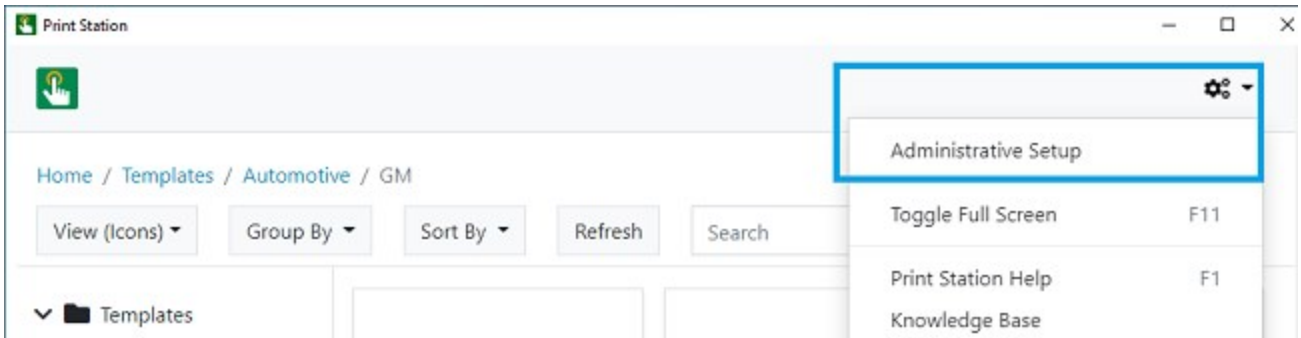 Print Station
Administrative Setup
Home / Templates / Automotive / GM
View (Icons) Group By Sort By Refresh Search
Toggle Full Screen F11
Print Station Help F1
Templates
Knowledge Base